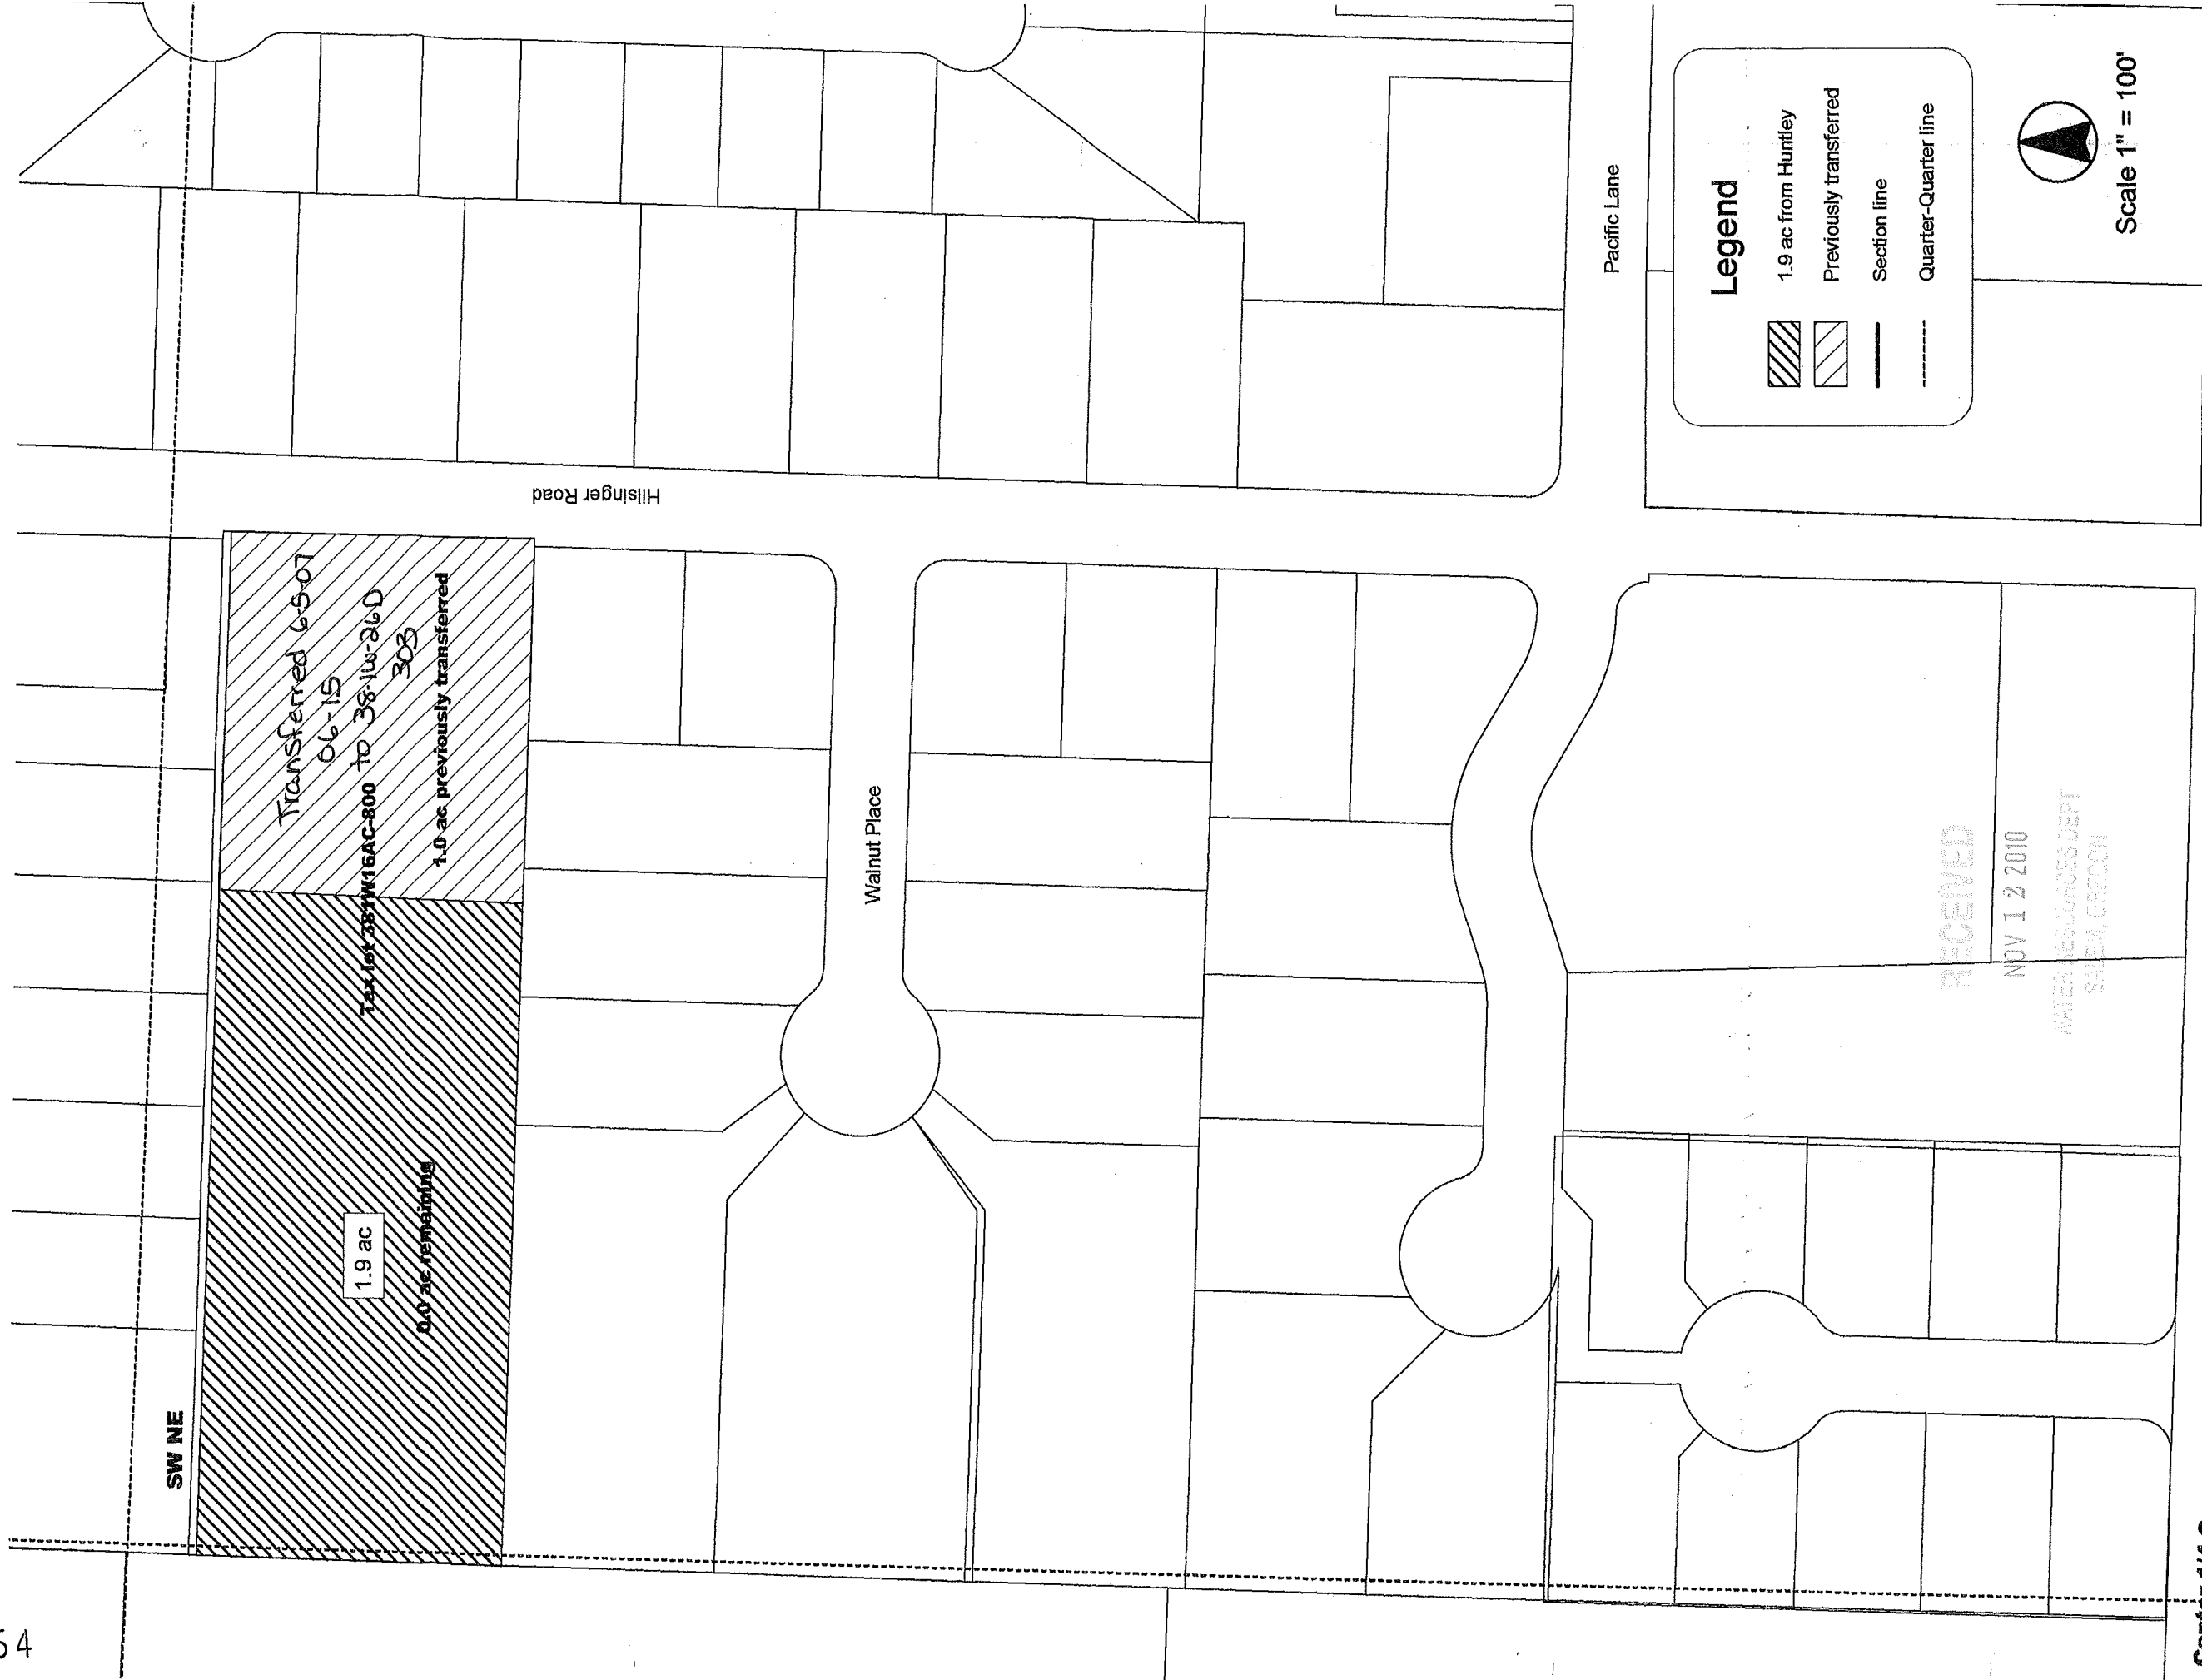 54
SW NE
Transferred 6-5-07
06-15
Tax lot 381W16AC-800 to 38-1W-26D
303
1.0 ac previously transferred
1.9 ac
0.0 ac remaining
Hilsinger Road
Walnut Place
Pacific Lane
Legend
1.9 ac from Huntley
Previously transferred
Section line
Quarter-Quarter line
Scale 1" = 100'
RECEIVED
NOV 12 2010
WATER RESOURCES DEPT
SALEM, OREGON